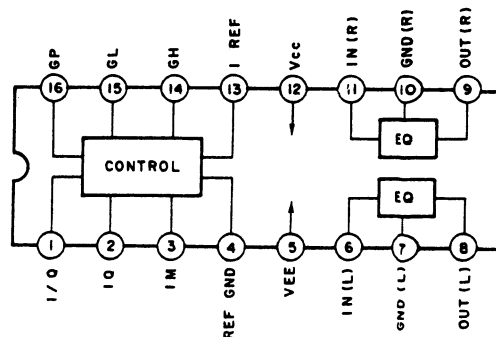 GP
GL
GH
I REF
Vcc
IN(R)
GND(R)
OUT(R)
16
15
14
13
12
11
10
9
CONTROL
EQ
EQ
1
2
3
4
5
6
7
8
I/Q
IQ
IM
REF GND
VEE
IN(L)
GND(L)
OUT(L)